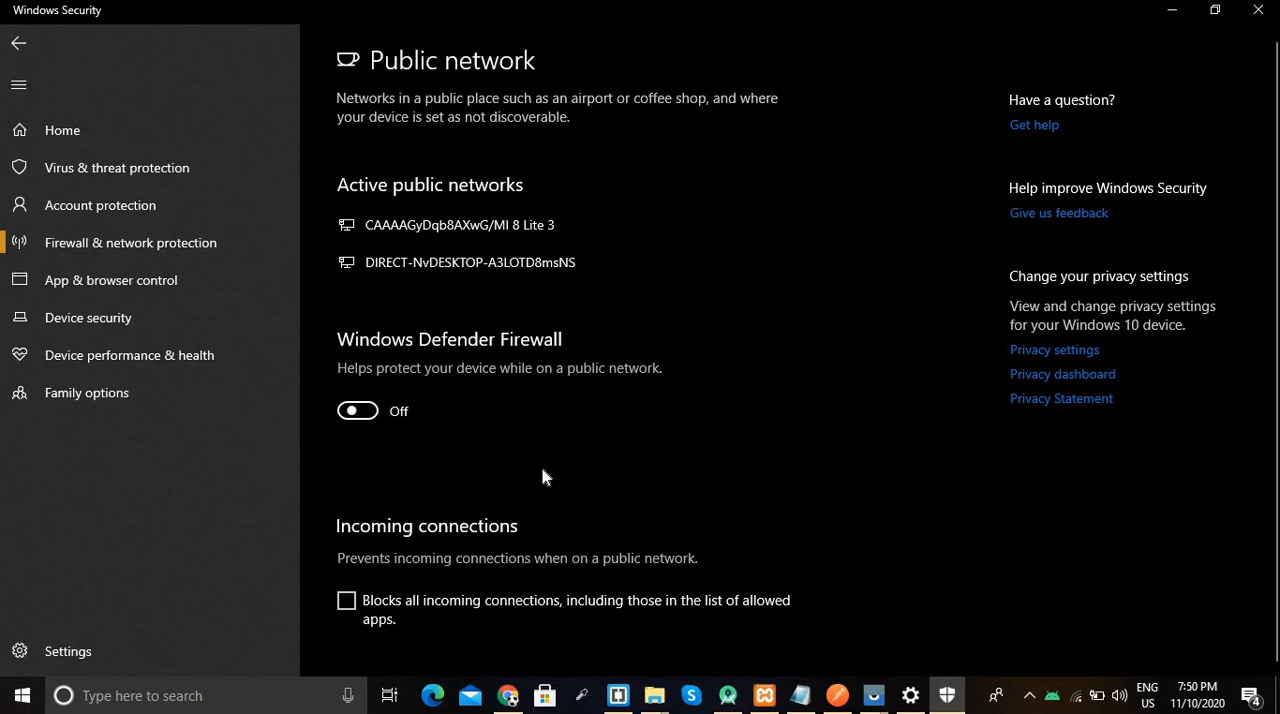 Windows Security
Home
Virus & threat protection
Account protection
Firewall & network protection
App & browser control
Device security
Device performance & health
Family options
Settings
Public network
Networks in a public place such as an airport or coffee shop, and where
your device is set as not discoverable.
Active public networks
CAAAAGyDqb8AXwG/MI 8 Lite 3
DIRECT-NvDESKTOP-A3LOTD8msNS
Windows Defender Firewall
Helps protect your device while on a public network.
Off
Incoming connections
Prevents incoming connections when on a public network.
Blocks all incoming connections, including those in the list of allowed
apps.
Have a question?
Get help
Help improve Windows Security
Give us feedback
Change your privacy settings
View and change privacy settings
for your Windows 10 device.
Privacy settings
Privacy dashboard
Privacy Statement
Type here to search
ENG
US
7:50 PM
11/10/2020
4